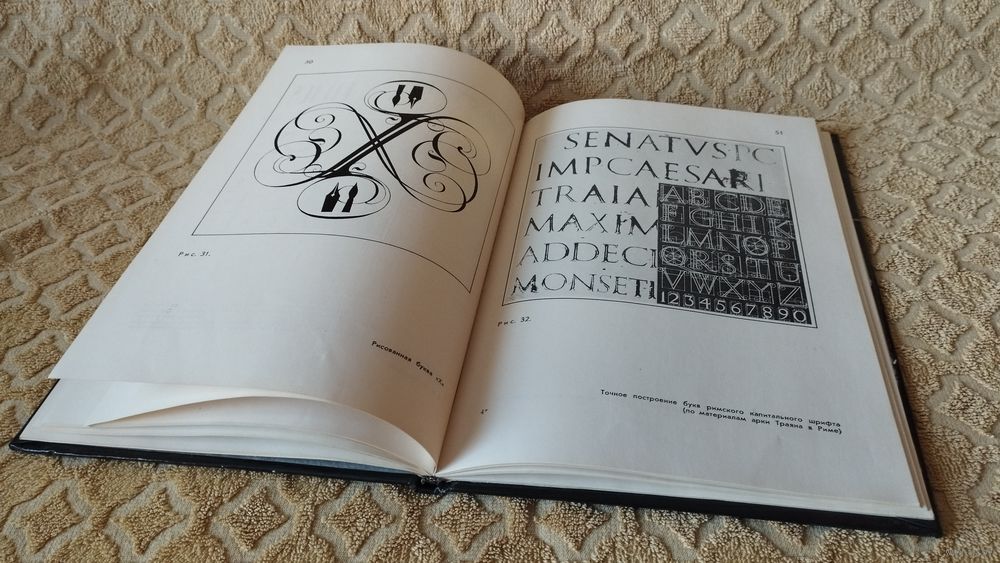 50
Рис. 31.
Рисованная буква «Х»
51
SENATVSPC
IMPCAESARI
TRAIA
MAXIM
ADDECI
MONSETI
ABCDE
FGHIK
LMNOP
QRSTU
VWXYZ
1234567890
Рис. 32.
Точное построение букв римского капитального шрифта
(по материалам арки Траяна в Риме)
4*